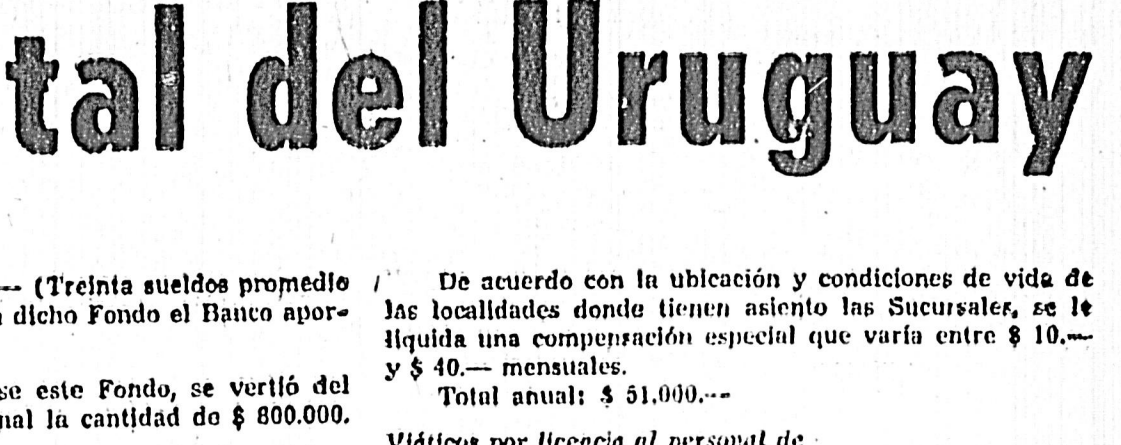 tal del Uruguay
— (Treinta sueldos promedio
dicho Fondo el Banco apor-
se este Fondo, se vertió del
nal la cantidad de $ 800.000.
De acuerdo con la ubicación y condiciones de vida de
las localidades donde tienen asiento las Sucursales, se le
liquida una compensación especial que varía entre $ 10.—
y $ 40.— mensuales.
Total anual: $ 51.000.--
Viáticos por licencia al personal de